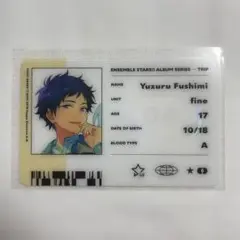 ENSEMBLE STARS!! ALBUM SERIES - TRIP
NAME Yuzuru Fushimi
UNIT fine
AGE 17
DATE OF BIRTH 10/18
BLOOD TYPE A